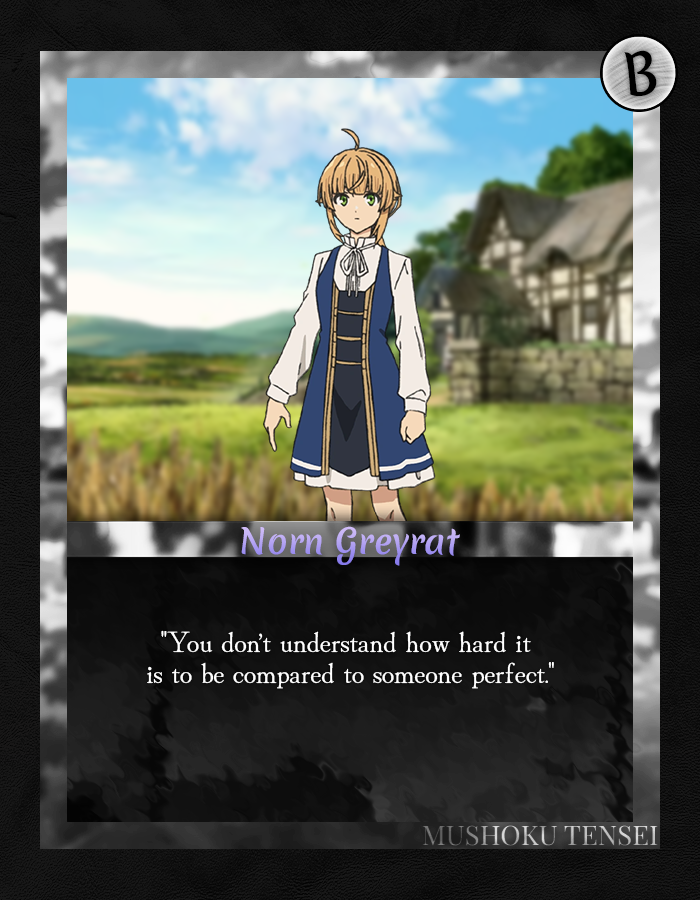 B
Norn Greyrat
"You don't understand how hard it
is to be compared to someone perfect."
MUSHOKU TENSEI